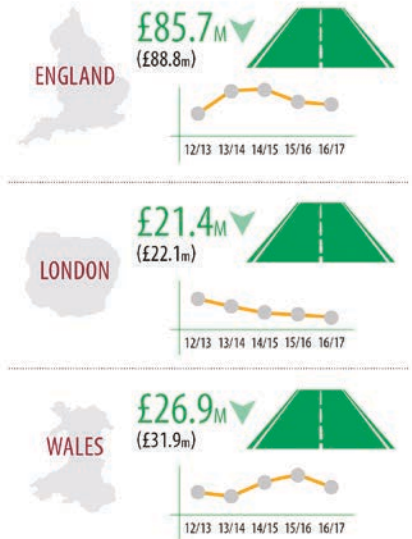 £85.7M
(£88.8m)
ENGLAND
12/13 13/14 14/15 15/16 16/17
£21.4M
(£22.1m)
LONDON
12/13 13/14 14/15 15/16 16/17
£26.9M
(£31.9m)
WALES
12/13 13/14 14/15 15/16 16/17